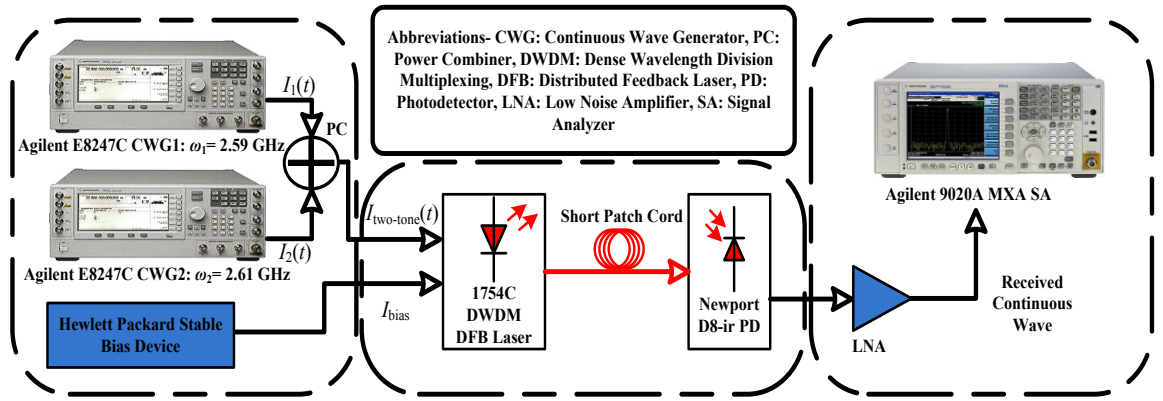 Abbreviations- CWG: Continuous Wave Generator, PC:
Power Combiner, DWDM: Dense Wavelength Division
Multiplexing, DFB: Distributed Feedback Laser, PD:
Photodetector, LNA: Low Noise Amplifier, SA: Signal
Analyzer
I1(t)
PC
Agilent E8247C CWG1: ω1= 2.59 GHz
I2(t)
Agilent E8247C CWG2: ω2= 2.61 GHz
Hewlett Packard Stable
Bias Device
Itwo-tone(t)
Ibias
1754C
DWDM
DFB Laser
Short Patch Cord
Newport
D8-ir PD
Agilent 9020A MXA SA
LNA
Received
Continuous
Wave